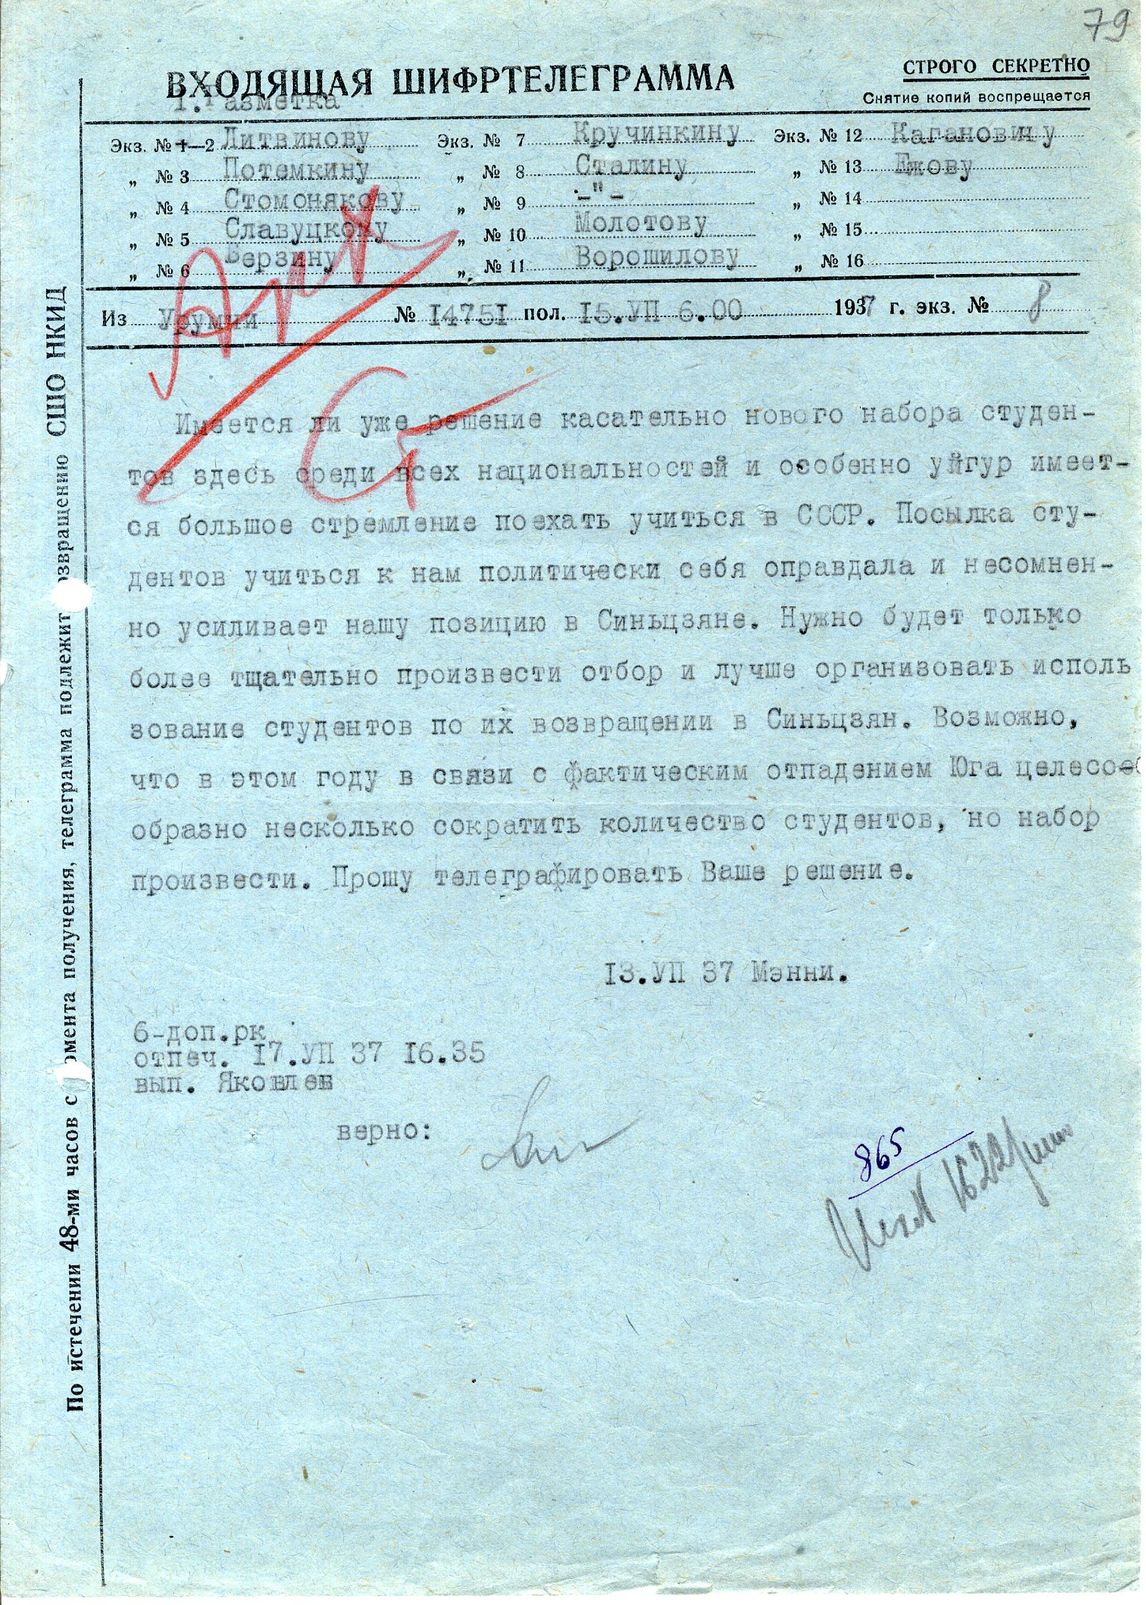 79
ВХОДЯЩАЯ ШИФРТЕЛЕГРАММА
СТРОГО СЕКРЕТНО
Снятие копий воспрещается
I. Разметка
Экз. № 1—2 Литвинову Экз. № 7 Кручинкину Экз. № 12 Кагановичу
„ № 3 Потемкину „ № 8 Сталину „ № 13 Ежову
„ № 4 Стомонякову „ № 9 -"- „ № 14
„ № 5 Славуцкому „ № 10 Молотову „ № 15
„ № 6 Берзину „ № 11 Ворошилову „ № 16
Из Урумчи № I475I пол. I5.УП 6.00 1937 г. экз. № 8
Имеется ли уже решение касательно нового набора студен-
тов здесь среди всех национальностей и особенно уйгур имеет-
ся большое стремление поехать учиться в СССР. Посылка сту-
дентов учиться к нам политически себя оправдала и несомнен-
но усиливает нашу позицию в Синьцзяне. Нужно будет только
более тщательно произвести отбор и лучше организовать исполь
зование студентов по их возвращении в Синьцзян. Возможно,
что в этом году в связи с фактическим отпадением Юга целесо
образно несколько сократить количество студентов, но набор
произвести. Прошу телеграфировать Ваше решение.
I3.УП 37 Мэнни.
6-доп.рк
отпеч. I7.УП 37 I6.35
вып. Яковлев
верно:
865
1622
По истечении 48-ми часов с момента получения, телеграмма подлежит возвращению СШО НКИД